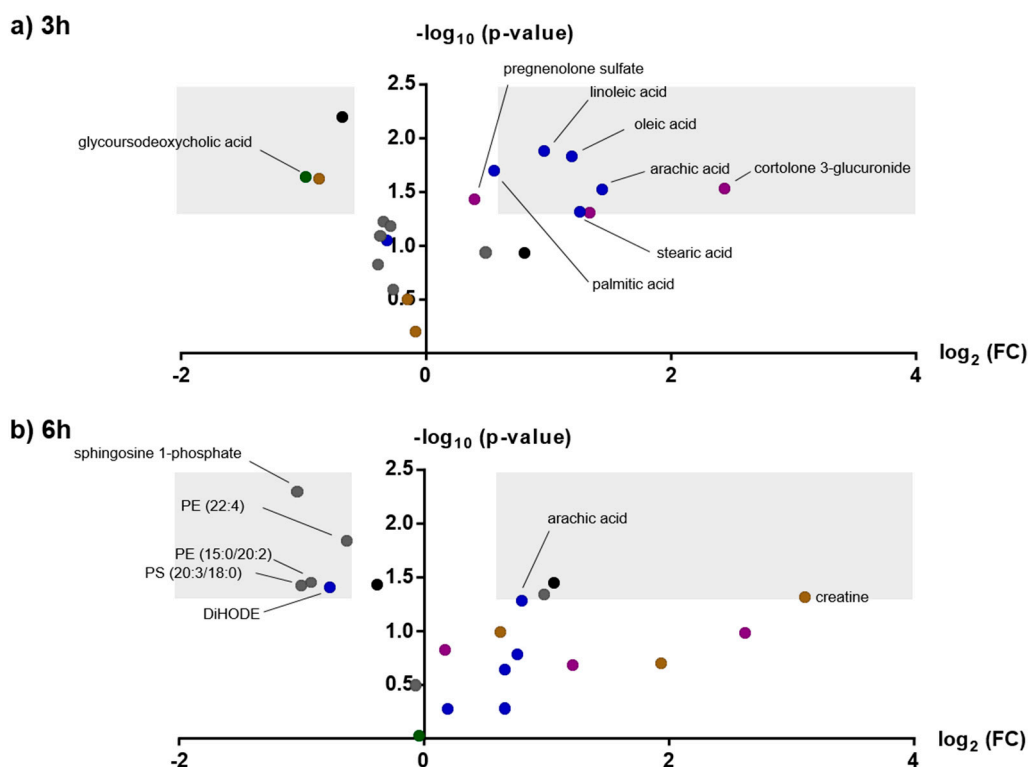 a) 3h
-log10 (p-value)
pregnenolone sulfate
linoleic acid
oleic acid
glycoursodeoxycholic acid
arachic acid
cortolone 3-glucuronide
stearic acid
palmitic acid
2.5
2.0
1.5
1.0
0.5
-2
0
2
4
log2 (FC)
b) 6h
-log10 (p-value)
sphingosine 1-phosphate
PE (22:4)
arachic acid
PE (15:0/20:2)
PS (20:3/18:0)
DiHODE
creatine
2.5
2.0
1.5
1.0
0.5
-2
0
2
4
log2 (FC)